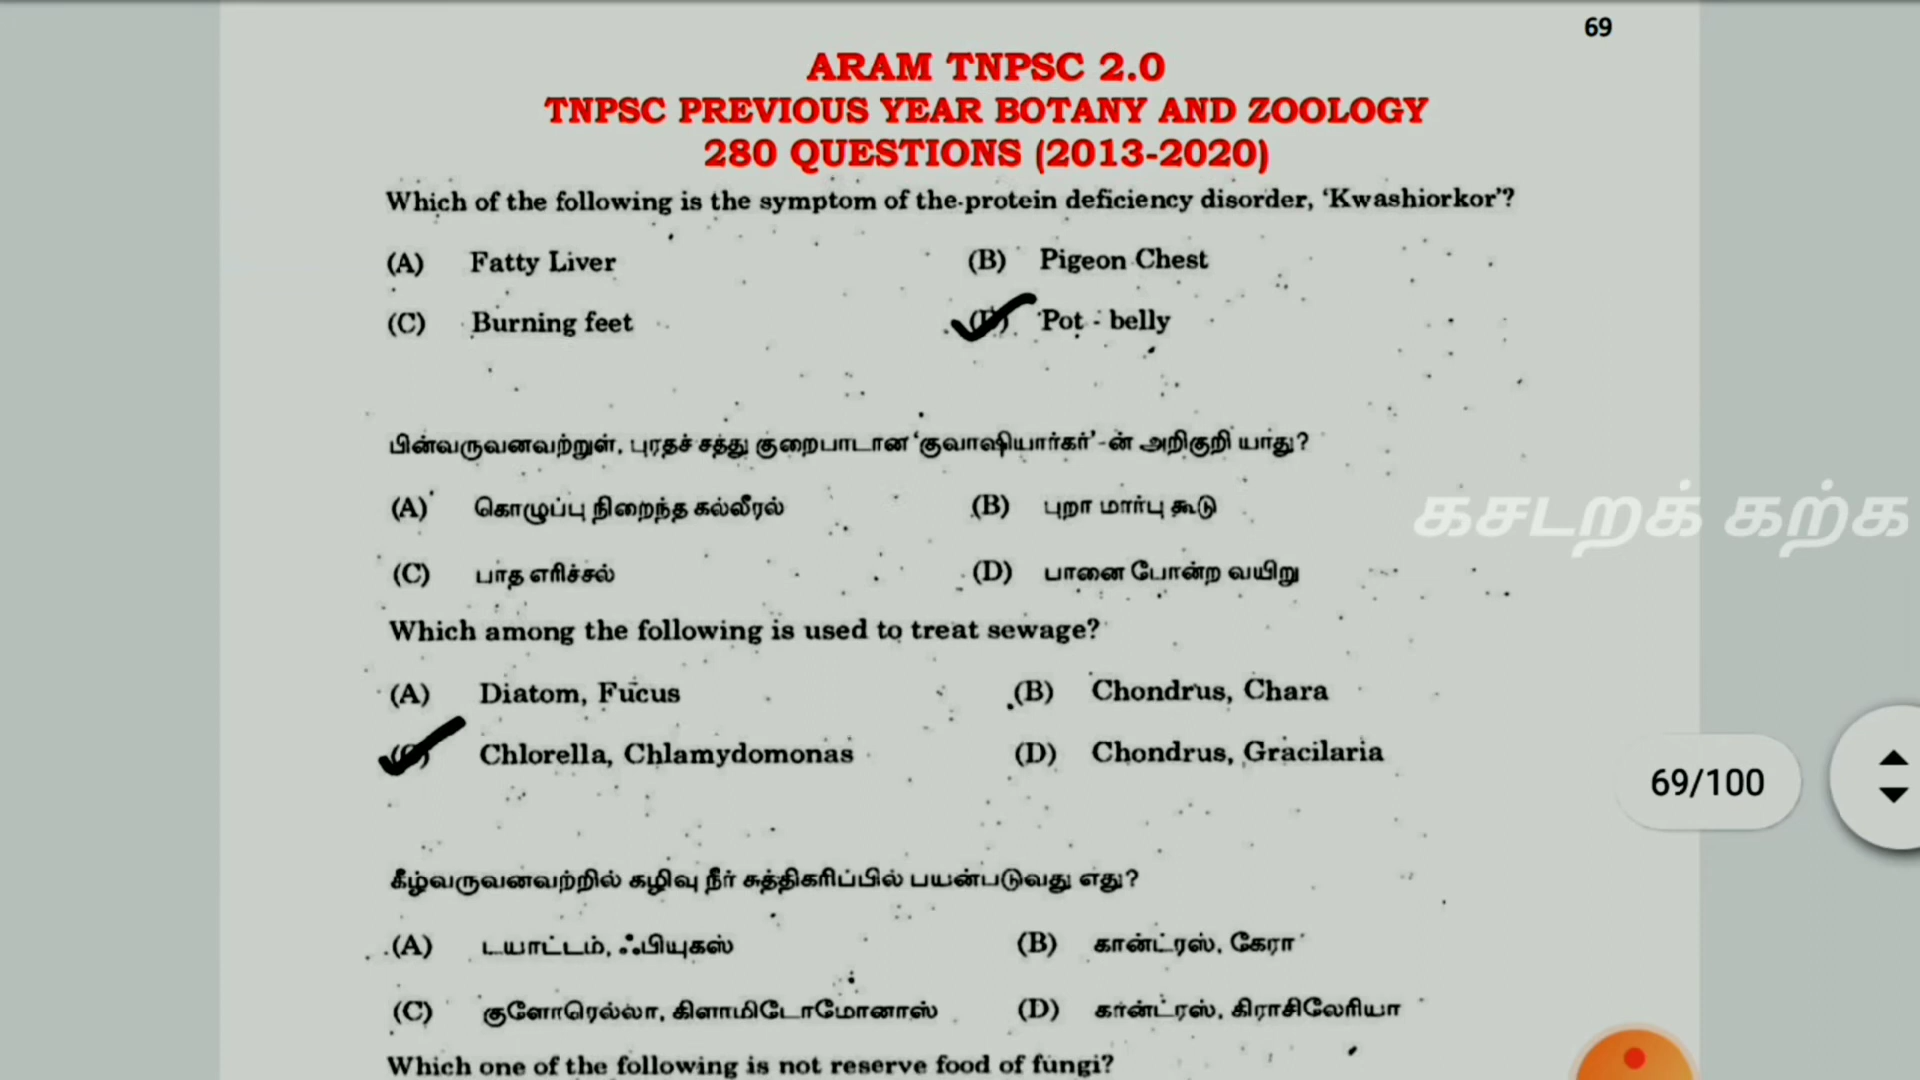 69
ARAM TNPSC 2.0
TNPSC PREVIOUS YEAR BOTANY AND ZOOLOGY
280 QUESTIONS (2013-2020)
Which of the following is the symptom of the protein deficiency disorder, 'Kwashiorkor'?
(A) Fatty Liver (B) Pigeon Chest
(C) Burning feet (D) Pot - belly
பின்வருவனவற்றுள், புரதச் சத்து குறைபாடான 'குவாஷியார்கர்'-ன் அறிகுறி யாது?
(A) கொழுப்பு நிறைந்த கல்லீரல் (B) புறா மார்பு கூடு
கசடறக் கற்க
(C) பாத எரிச்சல் (D) பானை போன்ற வயிறு
Which among the following is used to treat sewage?
(A) Diatom, Fucus (B) Chondrus, Chara
(C) Chlorella, Chlamydomonas (D) Chondrus, Gracilaria
69/100
கீழ்வருவனவற்றில் கழிவு நீர் சுத்திகரிப்பில் பயன்படுவது எது?
(A) டயாட்டம், ஃபியுகஸ் (B) கான்ட்ரஸ், கேரா
(C) குளோரெல்லா, கிளாமிடோமோனாஸ் (D) கான்ட்ரஸ், கிராசிலேரியா
Which one of the following is not reserve food of fungi?